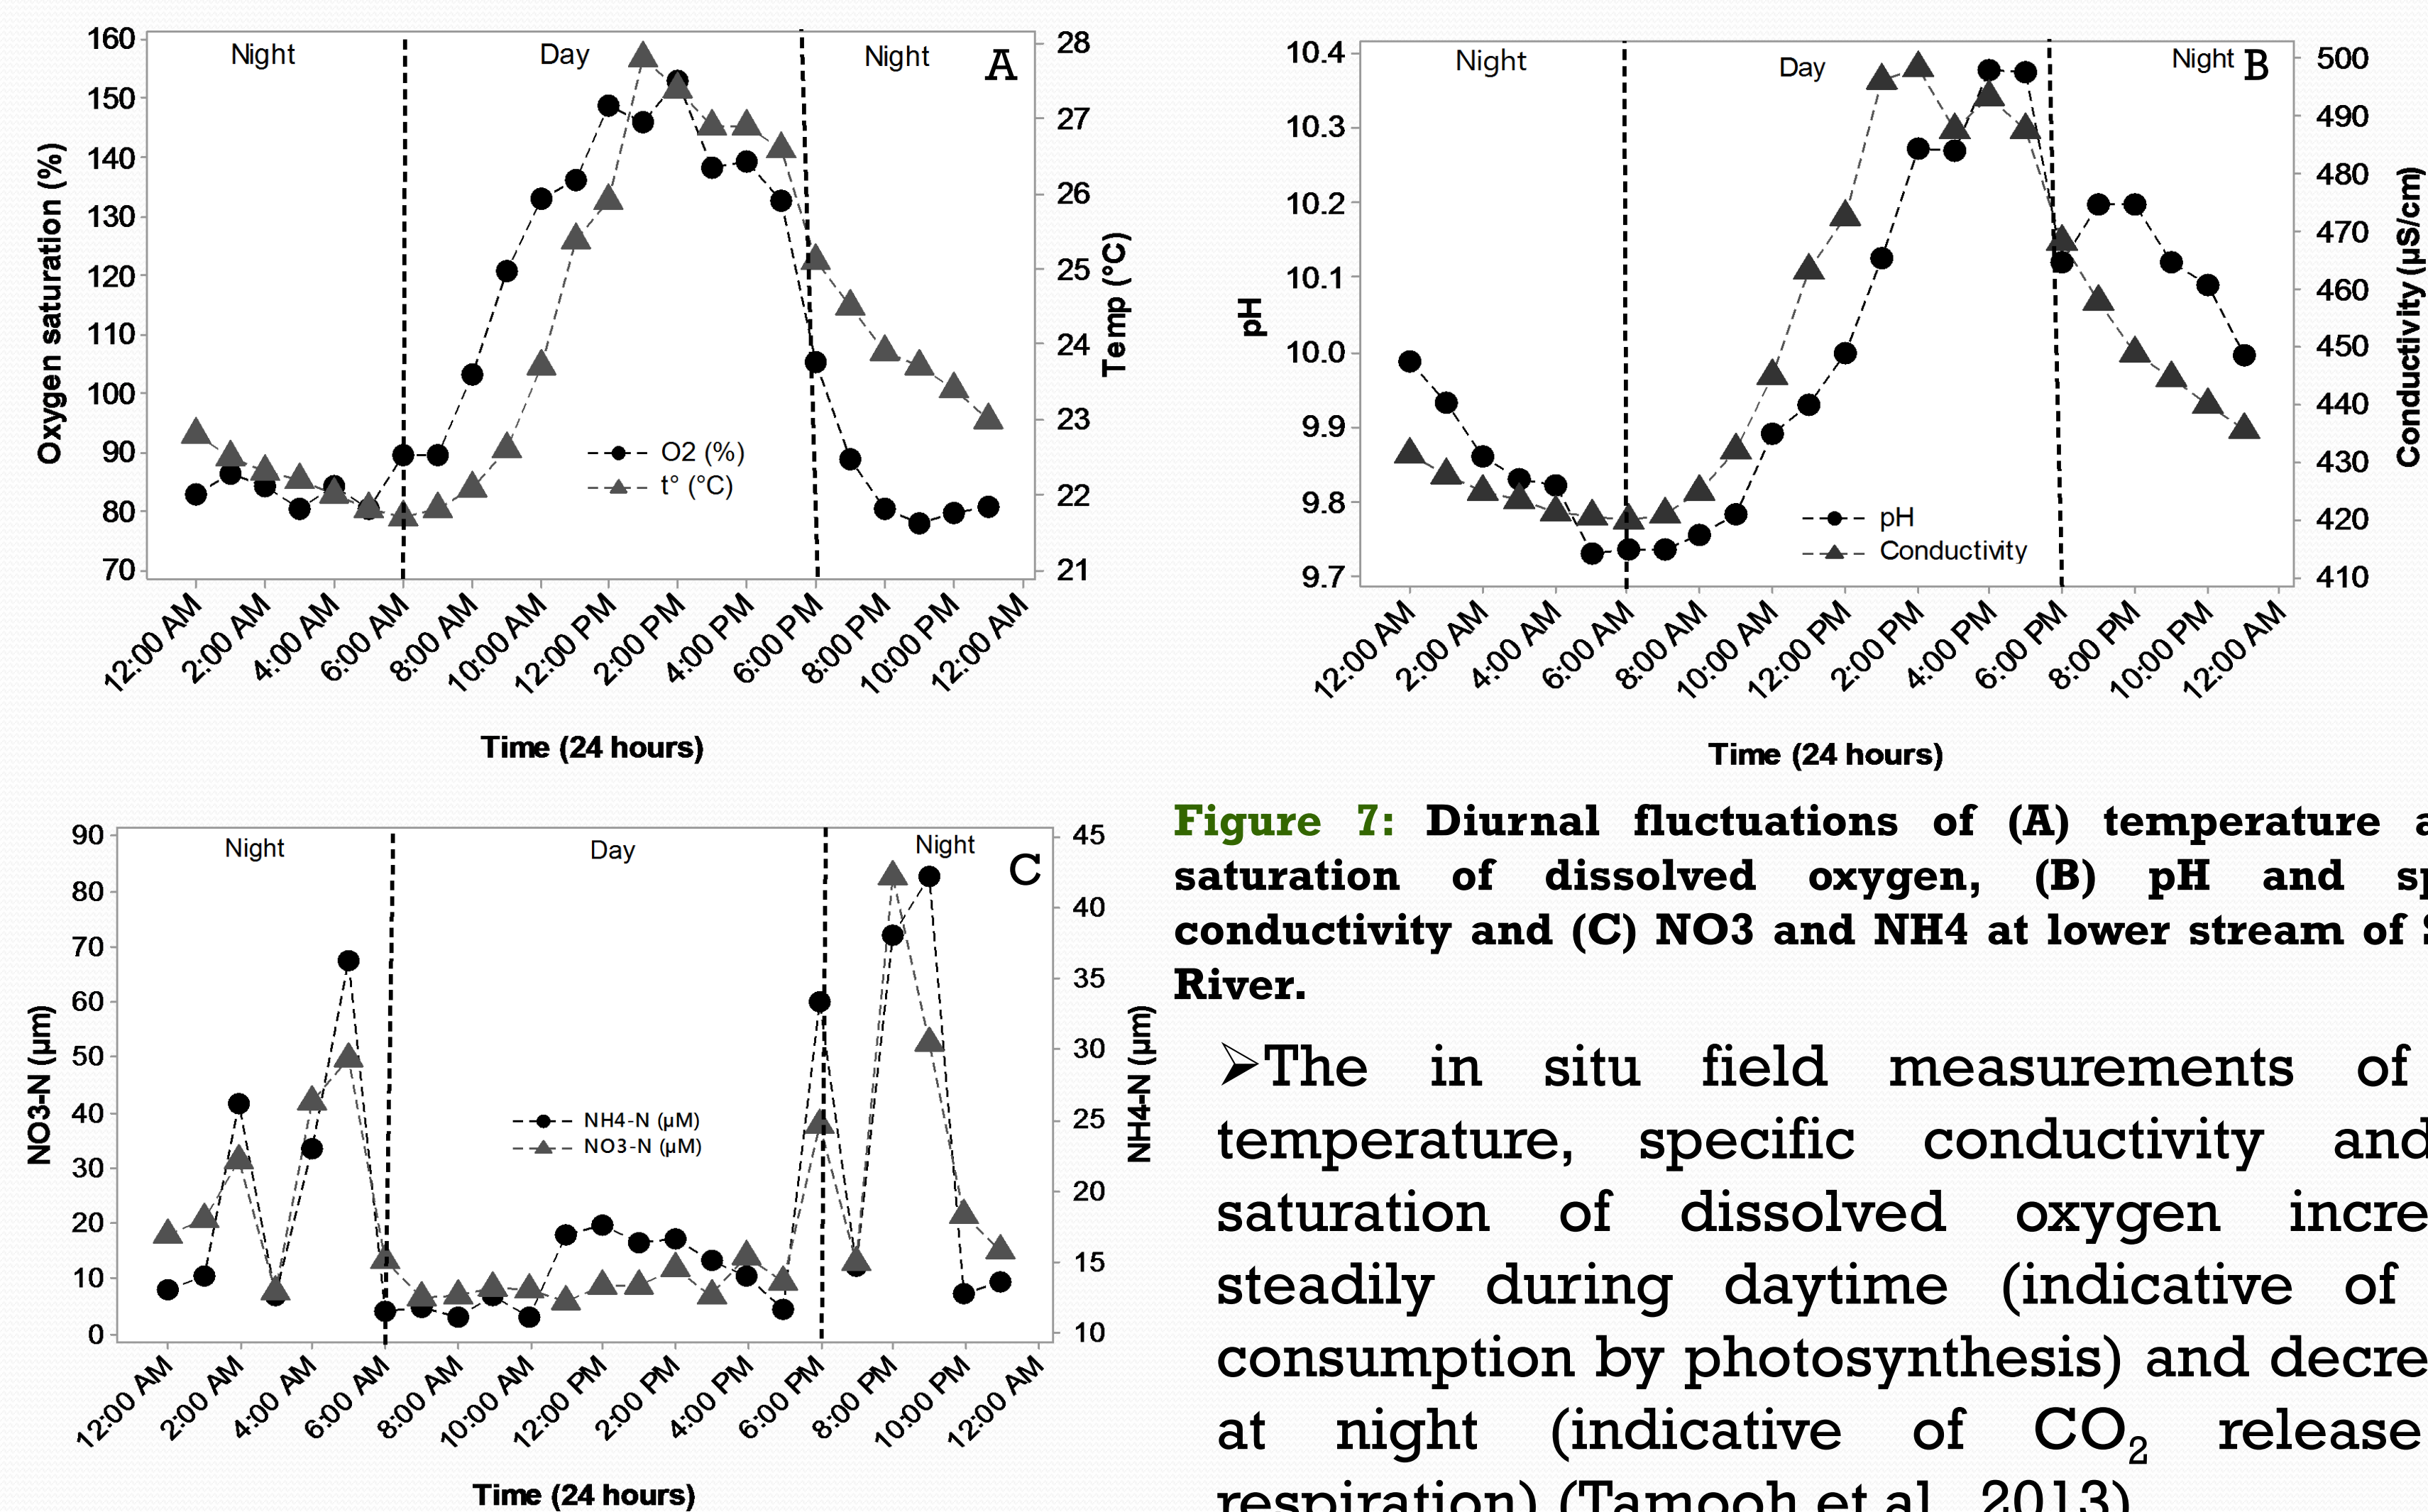 Night
Day
Night
A
160
150
140
130
120
110
100
90
80
70
28
27
26
25
24
23
22
21
Oxygen saturation (%)
Temp (°C)
O2 (%)
t° (°C)
12:00 AM
2:00 AM
4:00 AM
6:00 AM
8:00 AM
10:00 AM
12:00 PM
2:00 PM
4:00 PM
6:00 PM
8:00 PM
10:00 PM
12:00 AM
Time (24 hours)
Night
Day
Night
B
10.4
10.3
10.2
10.1
10.0
9.9
9.8
9.7
500
490
480
470
460
450
440
430
420
410
pH
Conductivity (µS/cm)
pH
Conductivity
12:00 AM
2:00 AM
4:00 AM
6:00 AM
8:00 AM
10:00 AM
12:00 PM
2:00 PM
4:00 PM
6:00 PM
8:00 PM
10:00 PM
12:00 AM
Time (24 hours)
Night
Day
Night
C
90
80
70
60
50
40
30
20
10
0
45
40
35
30
25
20
15
10
NO3-N (µm)
NH4-N (µm)
NH4-N (µM)
NO3-N (µM)
12:00 AM
2:00 AM
4:00 AM
6:00 AM
8:00 AM
10:00 AM
12:00 PM
2:00 PM
4:00 PM
6:00 PM
8:00 PM
10:00 PM
12:00 AM
Time (24 hours)
Figure 7: Diurnal fluctuations of (A) temperature
saturation of dissolved oxygen, (B) pH and
conductivity and (C) NO3 and NH4 at lower stream of
River.
➢The in situ field measurements of
temperature, specific conductivity and
saturation of dissolved oxygen incre
steadily during daytime (indicative of
consumption by photosynthesis) and decre
at night (indicative of CO₂ release
respiration) (Tamooh et al., 2013)